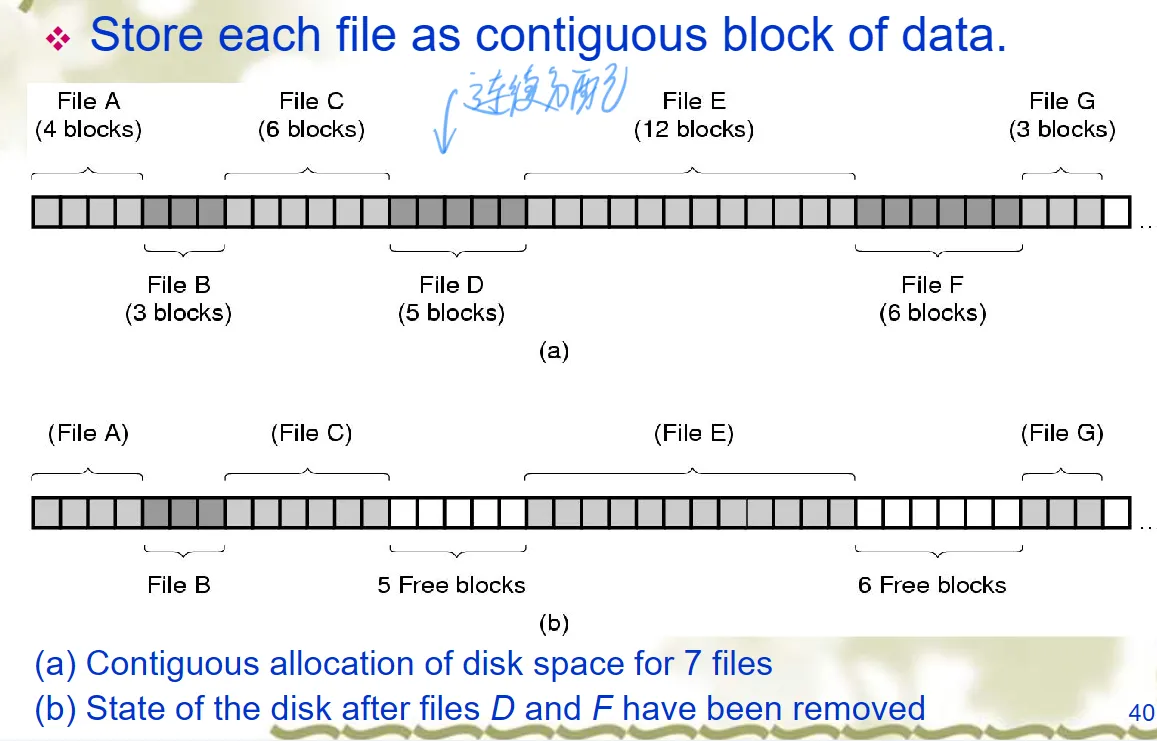 ❖ Store each file as contiguous block of data.
连续分配
File A File C File E File G
(4 blocks) (6 blocks) (12 blocks) (3 blocks)
...
File B File D File F
(3 blocks) (5 blocks) (6 blocks)
(a)
(File A) (File C) (File E) (File G)
...
File B 5 Free blocks 6 Free blocks
(b)
(a) Contiguous allocation of disk space for 7 files
(b) State of the disk after files D and F have been removed
40